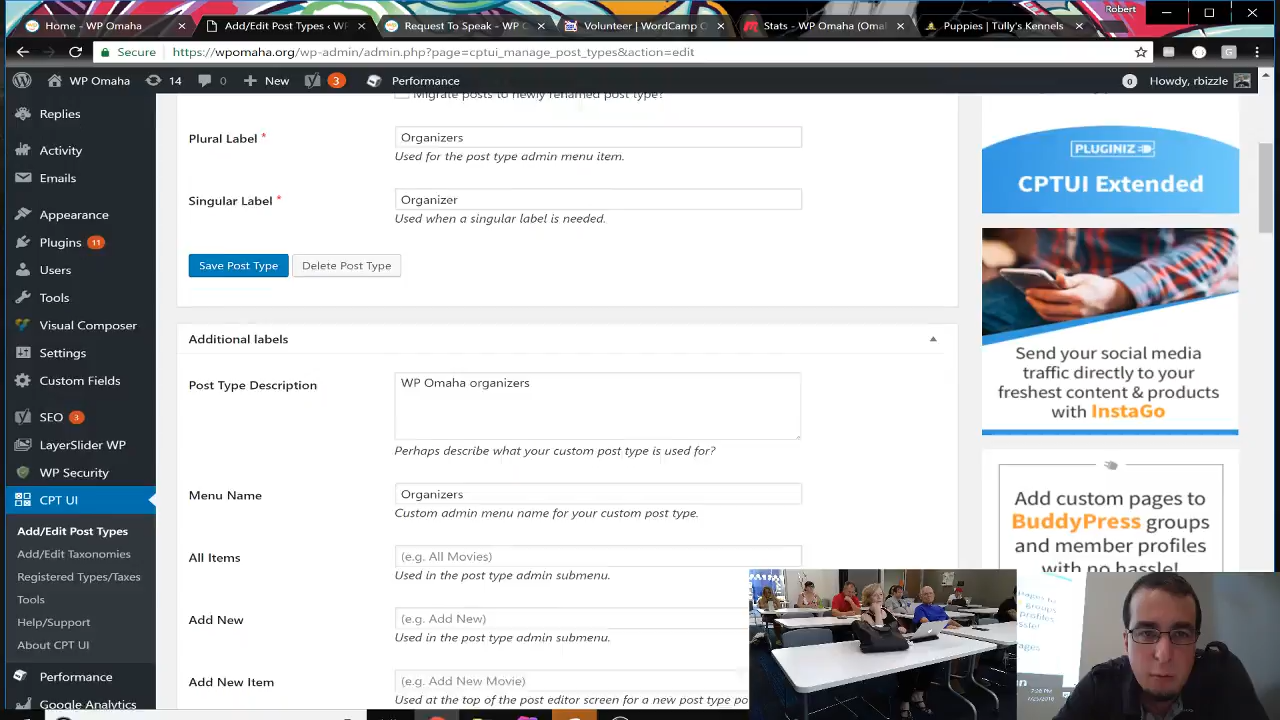 Robert
Home - WP Omaha
Add/Edit Post Types ‹ W
Request To Speak - WP C
Volunteer | WordCamp O
Stats - WP Omaha (Omal
Puppies | Tully's Kennels
Secure
https://wpomaha.org/wp-admin/admin.php?page=cptui_manage_post_types&action=edit
WP Omaha
14
0
New
3
Performance
0
Howdy, rbizzle
Replies
Activity
Emails
Appearance
Plugins 11
Users
Tools
Visual Composer
Settings
Custom Fields
SEO 3
LayerSlider WP
WP Security
CPT UI
Add/Edit Post Types
Add/Edit Taxonomies
Registered Types/Taxes
Tools
Help/Support
About CPT UI
Performance
Google Analytics
Migrate posts to newly renamed post type?
Plural Label *
Organizers
Used for the post type admin menu item.
Singular Label *
Organizer
Used when a singular label is needed.
Save Post Type
Delete Post Type
Additional labels
Post Type Description
WP Omaha organizers
Perhaps describe what your custom post type is used for?
Menu Name
Organizers
Custom admin menu name for your custom post type.
All Items
(e.g. All Movies)
Used in the post type admin submenu.
Add New
(e.g. Add New)
Used in the post type admin submenu.
Add New Item
(e.g. Add New Movie)
Used at the top of the post editor screen for a new post type po
PLUGINIZ
CPTUI Extended
Send your social media
traffic directly to your
freshest content & products
with InstaGo
Add custom pages to
BuddyPress groups
and member profiles
with no hassle!